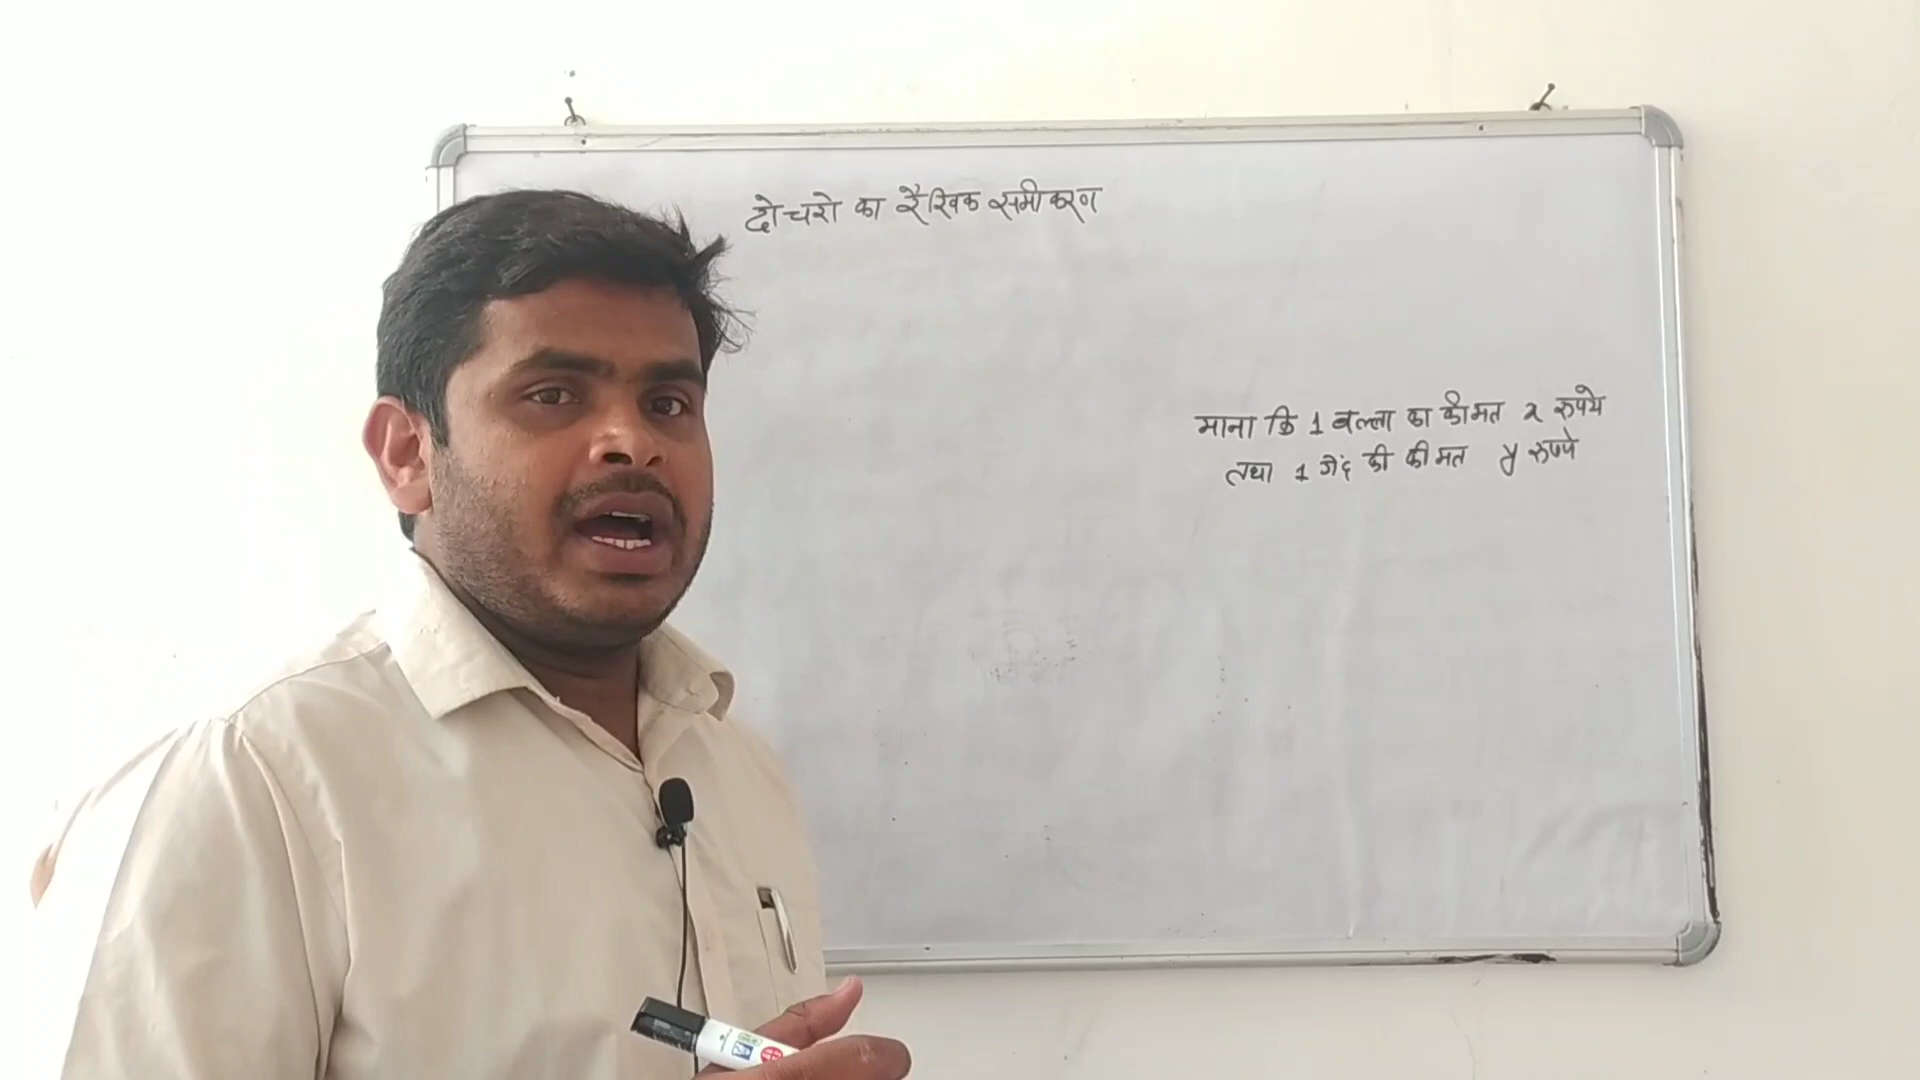 दो चरो का रैखिक समीकरण
माना कि 1 बल्ला का कीमत x रुपये
तथा 1 गेंद की कीमत y रुपये